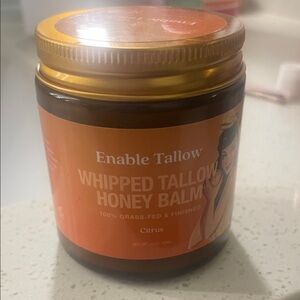 Enable Tallow
WHIPPED TALLOW
HONEY BALM
100% GRASS-FED & FINISHED
Citrus